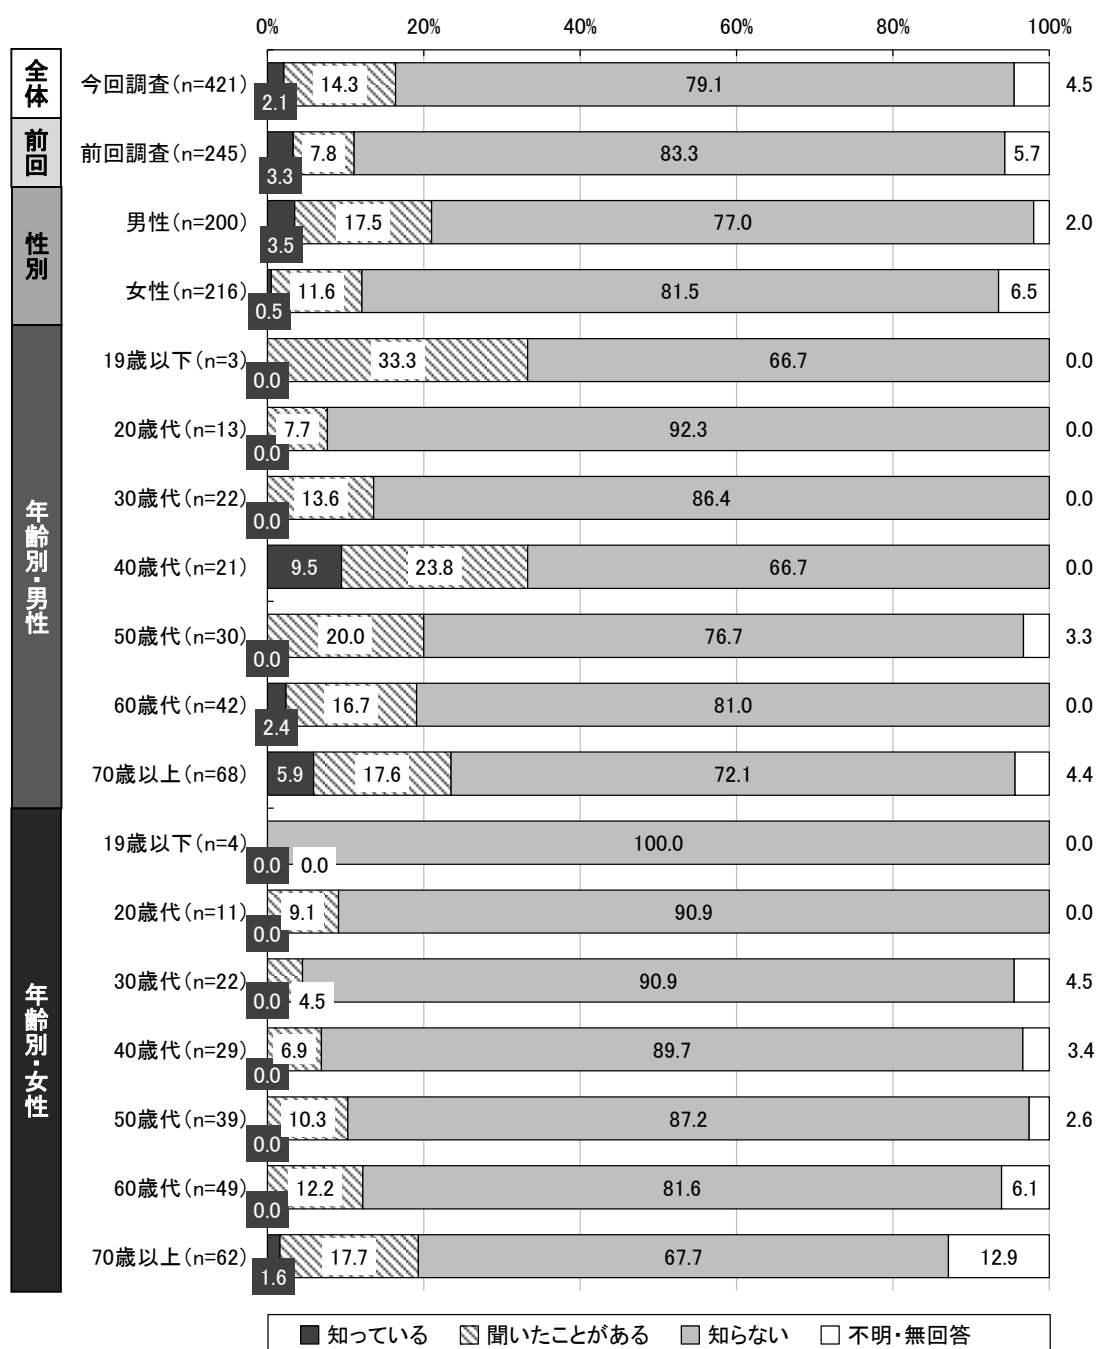 0% 20% 40% 60% 80% 100%
全体
今回調査(n=421) 2.1 14.3 79.1 4.5
前回
前回調査(n=245) 3.3 7.8 83.3 5.7
性別
男性(n=200) 3.5 17.5 77.0 2.0
女性(n=216) 0.5 11.6 81.5 6.5
年齢別・男性
19歳以下(n=3) 0.0 33.3 66.7 0.0
20歳代(n=13) 0.0 7.7 92.3 0.0
30歳代(n=22) 0.0 13.6 86.4 0.0
40歳代(n=21) 9.5 23.8 66.7 0.0
50歳代(n=30) 0.0 20.0 76.7 3.3
60歳代(n=42) 2.4 16.7 81.0 0.0
70歳以上(n=68) 5.9 17.6 72.1 4.4
年齢別・女性
19歳以下(n=4) 0.0 0.0 100.0 0.0
20歳代(n=11) 0.0 9.1 90.9 0.0
30歳代(n=22) 0.0 4.5 90.9 4.5
40歳代(n=29) 0.0 6.9 89.7 3.4
50歳代(n=39) 0.0 10.3 87.2 2.6
60歳代(n=49) 0.0 12.2 81.6 6.1
70歳以上(n=62) 1.6 17.7 67.7 12.9
知っている 聞いたことがある 知らない 不明・無回答